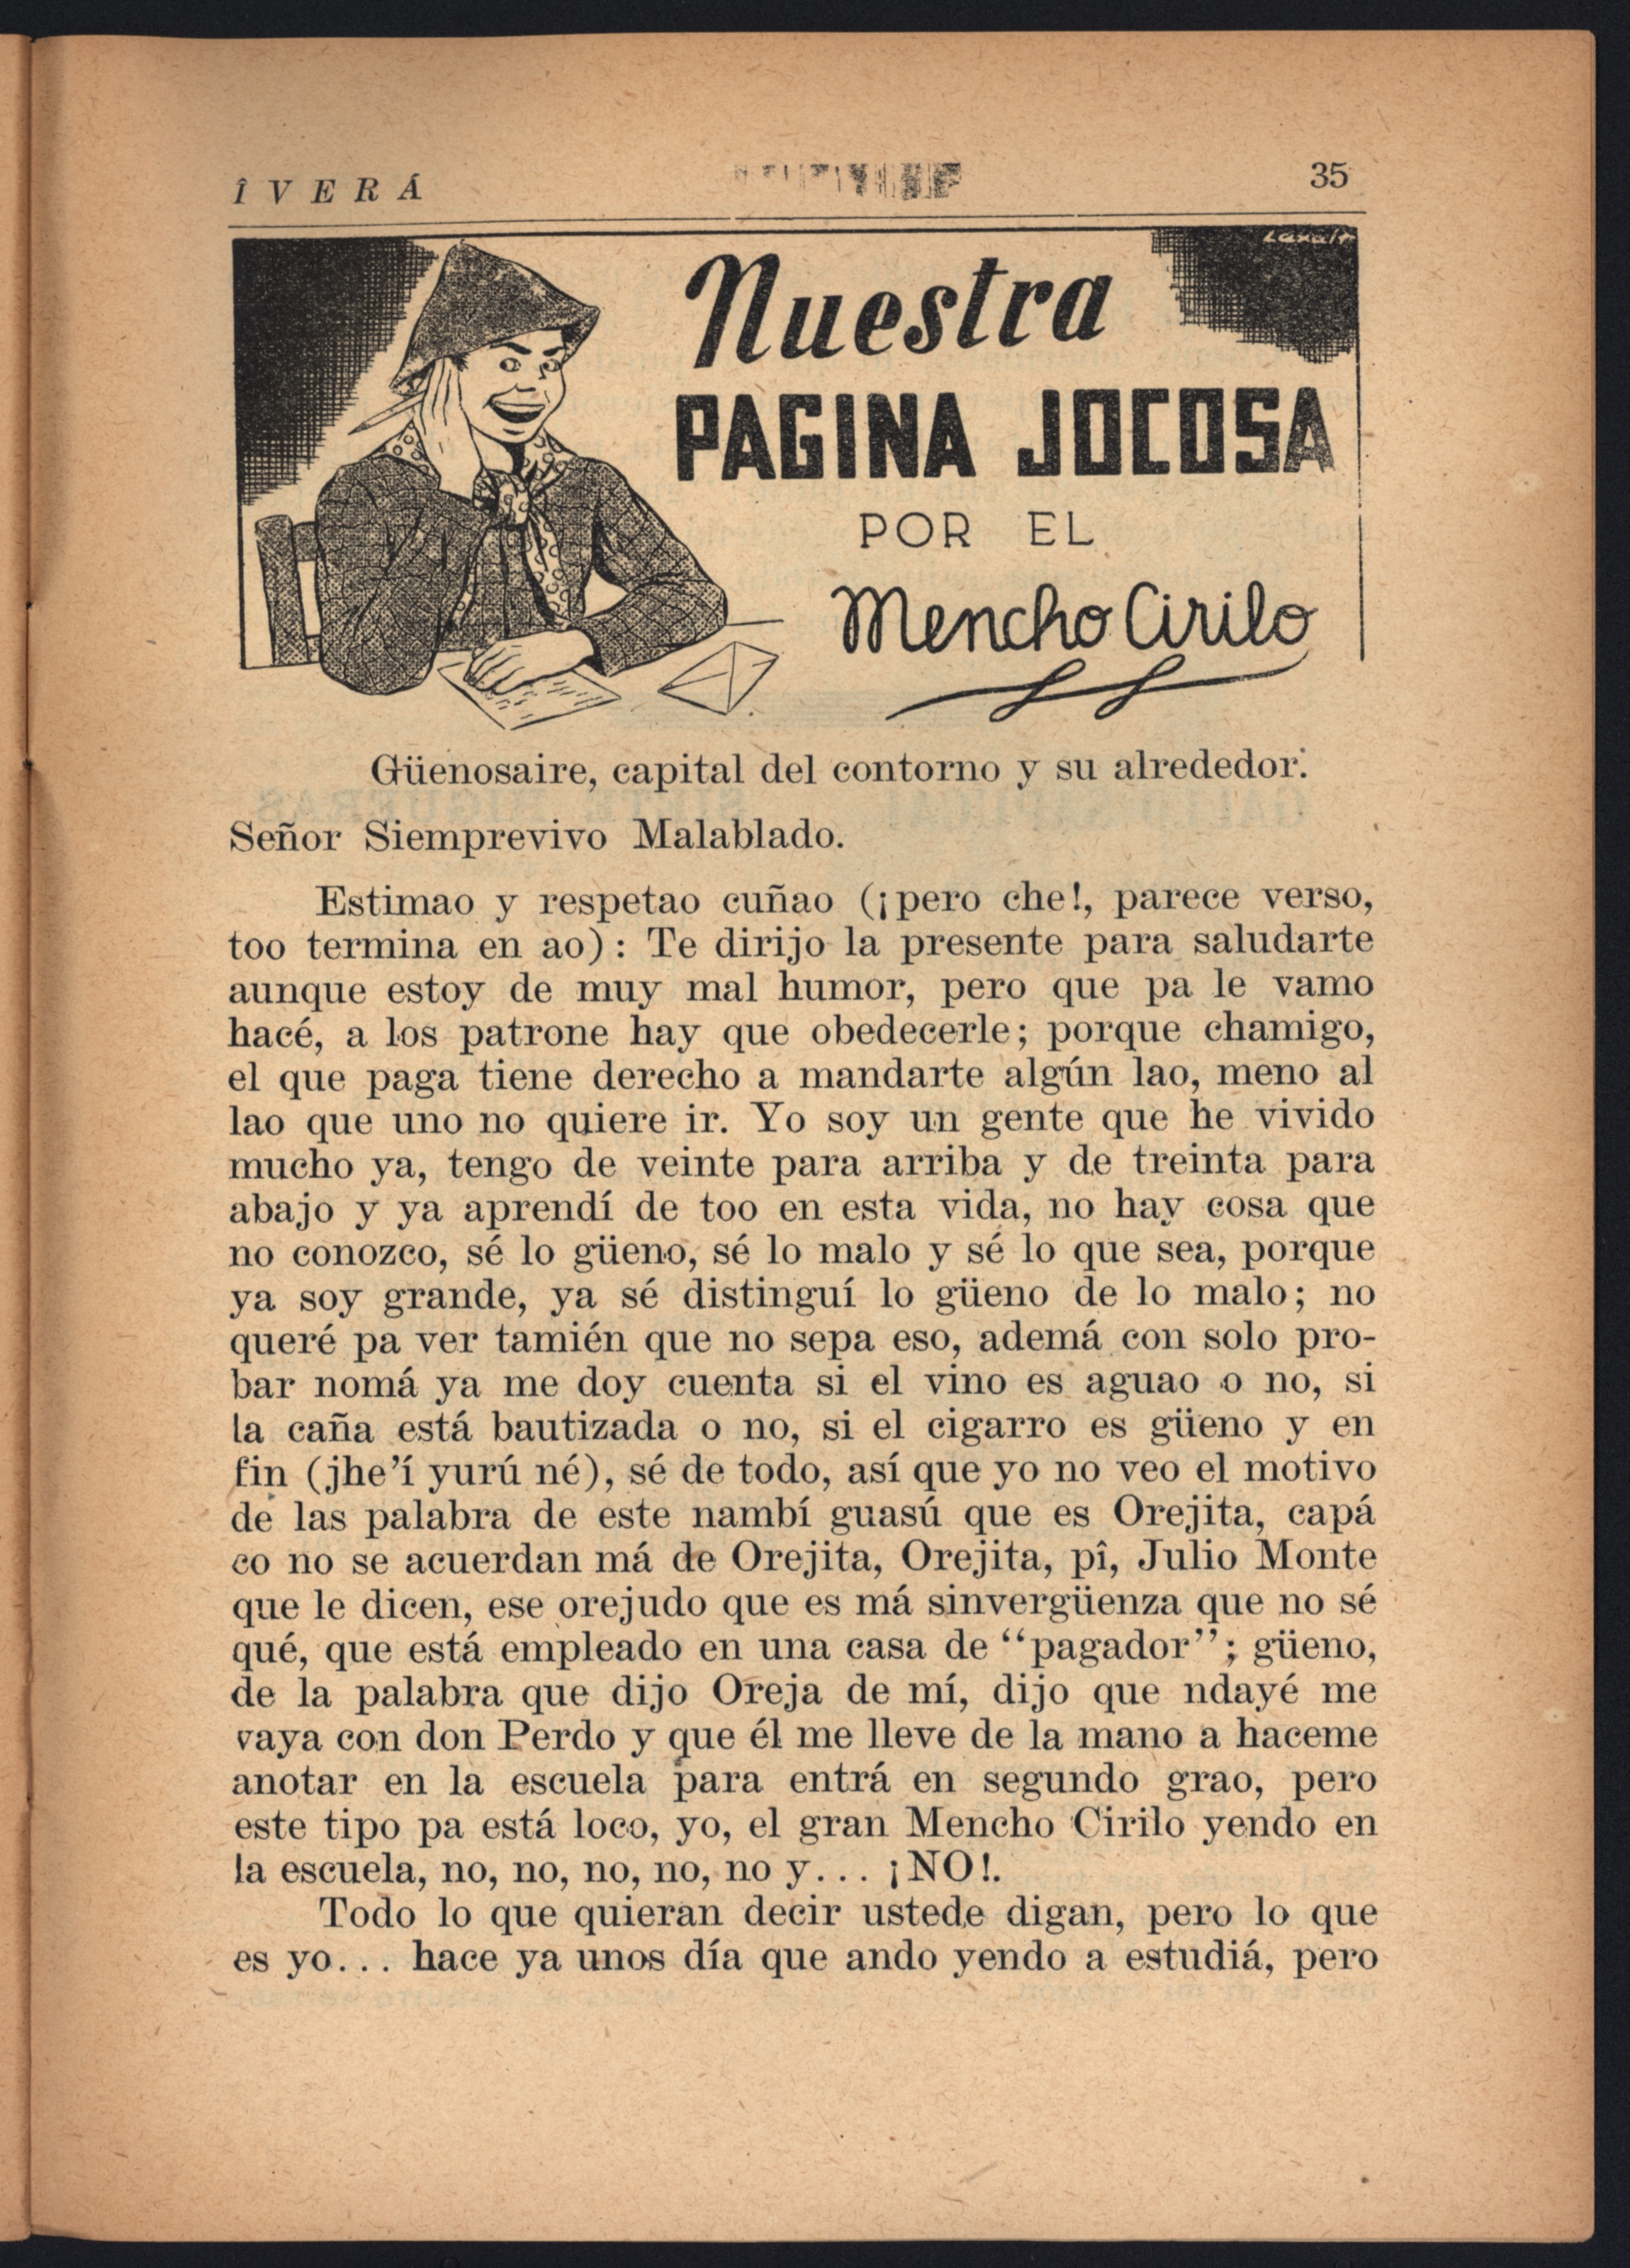 Î V E R Á
35
Nuestra
PAGINA JOCOSA
POR EL
Mencho Cirilo
Güenosaire, capital del contorno y su alrededor.
Señor Siemprevivo Malablado.
Estimao y respetao cuñao (¡pero che!, parece verso,
too termina en ao): Te dirijo la presente para saludarte
aunque estoy de muy mal humor, pero que pa le vamo
hacé, a los patrone hay que obedecerle; porque chamigo,
el que paga tiene derecho a mandarte algún lao, meno al
lao que uno no quiere ir. Yo soy un gente que he vivido
mucho ya, tengo de veinte para arriba y de treinta para
abajo y ya aprendí de too en esta vida, no hay cosa que
no conozco, sé lo güeno, sé lo malo y sé lo que sea, porque
ya soy grande, ya sé distinguí lo güeno de lo malo; no
queré pa ver tamién que no sepa eso, ademá con solo pro-
bar nomá ya me doy cuenta si el vino es aguao o no, si
la caña está bautizada o no, si el cigarro es güeno y en
fin (jhe'í yurú né), sé de todo, así que yo no veo el motivo
de las palabra de este nambí guasú que es Orejita, capá
co no se acuerdan má de Orejita, Orejita, pî, Julio Monte
que le dicen, ese orejudo que es má sinvergüenza que no sé
qué, que está empleado en una casa de "pagador"; güeno,
de la palabra que dijo Oreja de mí, dijo que ndayé me
vaya con don Perdo y que él me lleve de la mano a haceme
anotar en la escuela para entrá en segundo grao, pero
este tipo pa está loco, yo, el gran Mencho Cirilo yendo en
la escuela, no, no, no, no, no y... ¡NO!.
Todo lo que quieran decir ustede digan, pero lo que
es yo... hace ya unos día que ando yendo a estudiá, pero